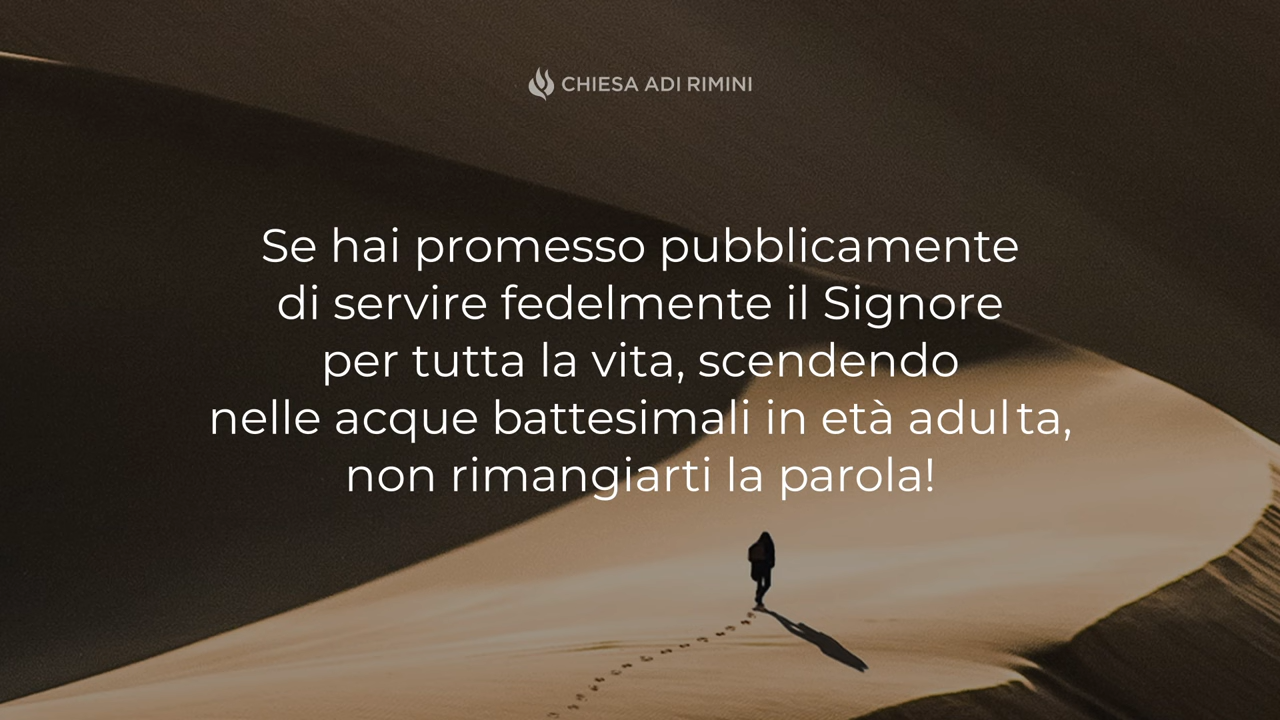 CHIESA ADI RIMINI
Se hai promesso pubblicamente
di servire fedelmente il Signore
per tutta la vita, scendendo
nelle acque battesimali in età adulta,
non rimangiarti la parola!